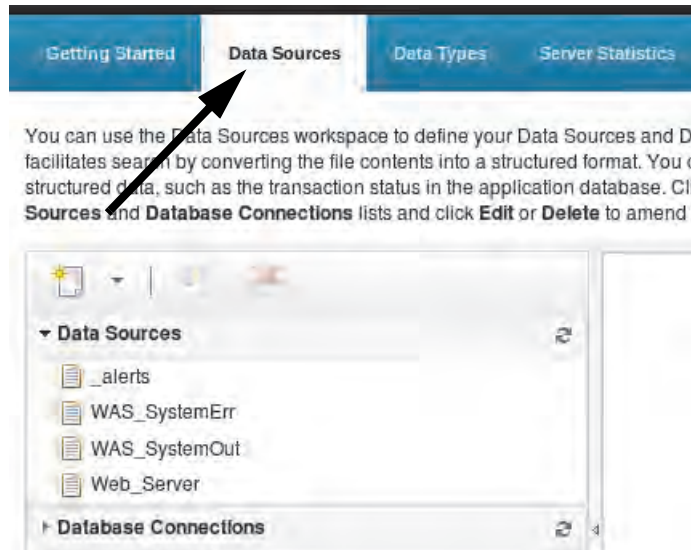 Getting Started Data Sources Data Types Server Statistics
You can use the Data Sources workspace to define your Data Sources and D
facilitates search by converting the file contents into a structured format. You
structured data, such as the transaction status in the application database. Cl
Sources and Database Connections lists and click Edit or Delete to amend
Data Sources
_alerts
WAS_SystemErr
WAS_SystemOut
Web_Server
Database Connections